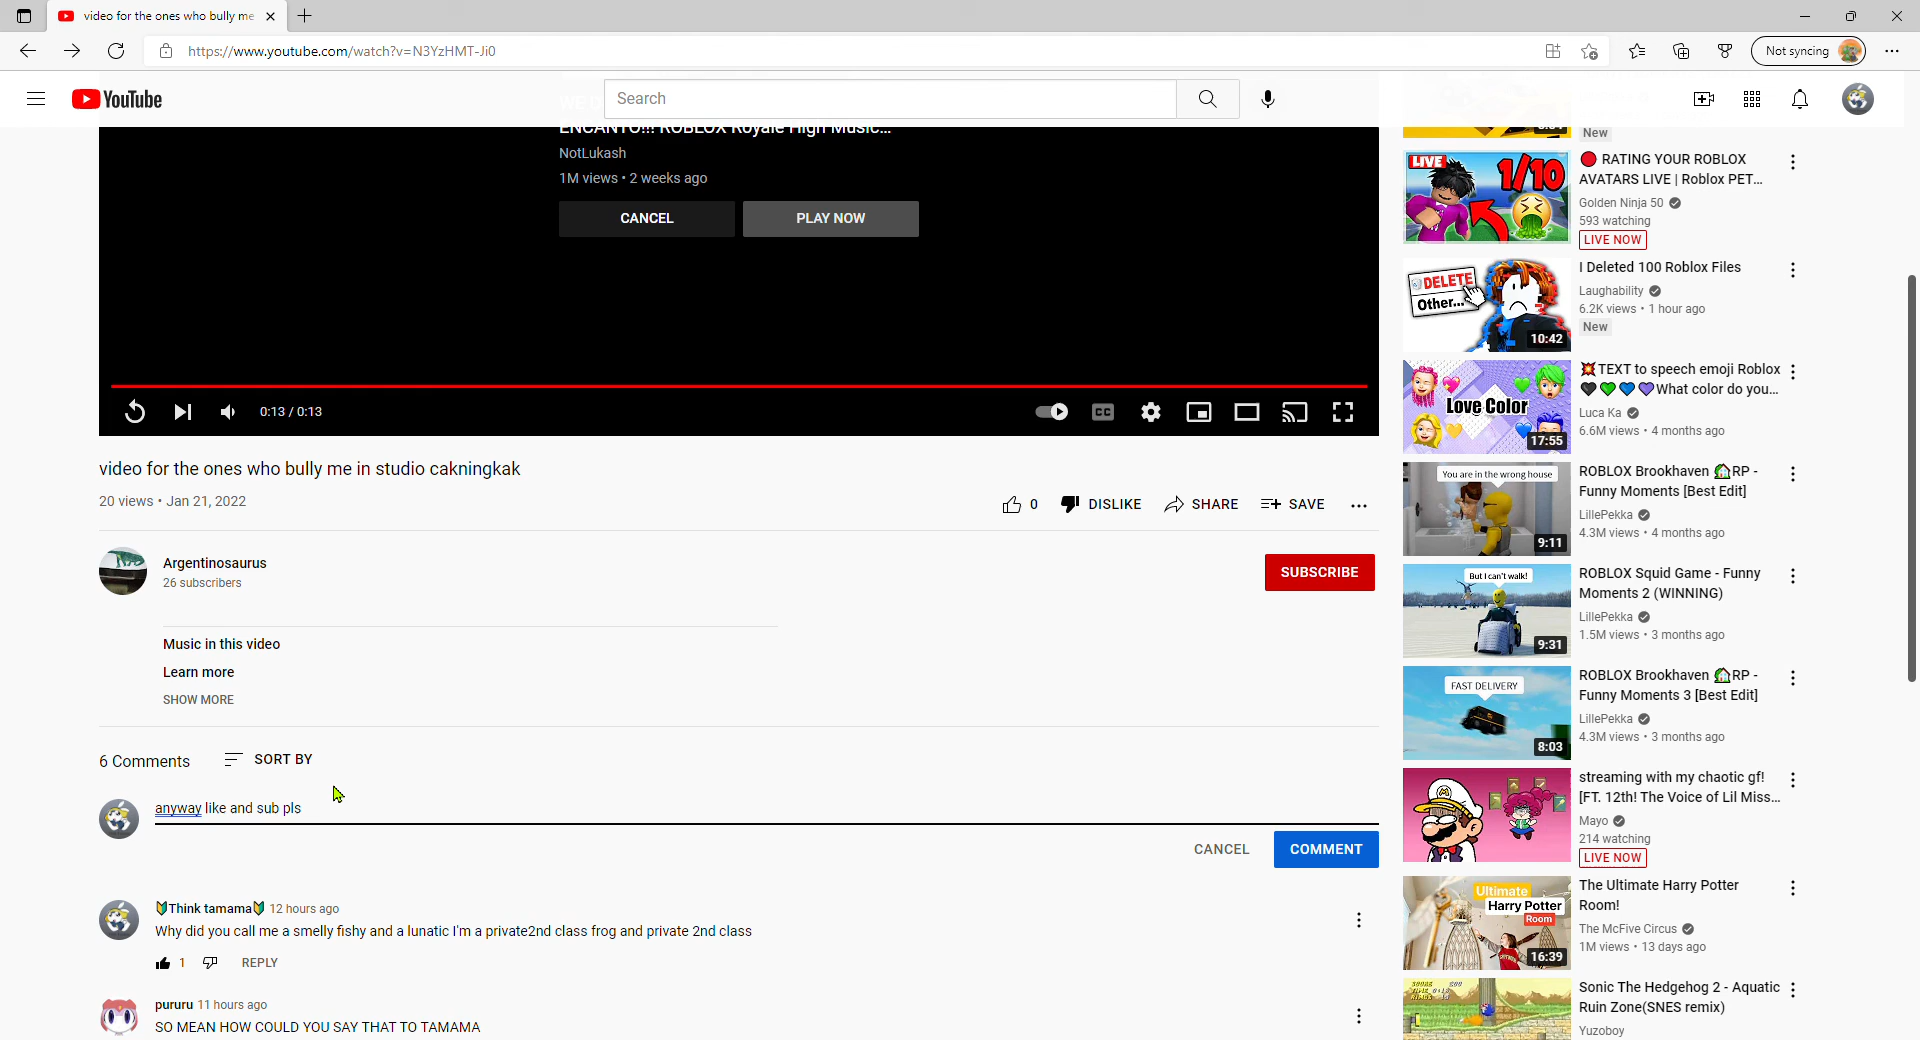 video for the ones who bully me
https://www.youtube.com/watch?v=N3YzHMT-Ji0
Not syncing
YouTube
Search
ENCANTO!!! ROBLOX Royale High Music...
NotLukash
1M views • 2 weeks ago
CANCEL
PLAY NOW
0:13 / 0:13
CC
video for the ones who bully me in studio cakningkak
20 views • Jan 21, 2022
0
DISLIKE
SHARE
SAVE
Argentinosaurus
26 subscribers
SUBSCRIBE
Music in this video
Learn more
SHOW MORE
6 Comments
SORT BY
anyway like and sub pls
CANCEL
COMMENT
Think tamama 12 hours ago
Why did you call me a smelly fishy and a lunatic I'm a private2nd class frog and private 2nd class
1
REPLY
pururu 11 hours ago
SO MEAN HOW COULD YOU SAY THAT TO TAMAMA
New
LIVE
1/10
RATING YOUR ROBLOX
AVATARS LIVE | Roblox PET...
Golden Ninja 50
593 watching
LIVE NOW
DELETE
Other...
10:42
I Deleted 100 Roblox Files
Laughability
6.2K views • 1 hour ago
New
Love Color
17:55
TEXT to speech emoji Roblox
What color do you...
Luca Ka
6.6M views • 4 months ago
You are in the wrong house
9:11
ROBLOX Brookhaven RP -
Funny Moments [Best Edit]
LillePekka
4.3M views • 4 months ago
But I can't walk!
9:31
ROBLOX Squid Game - Funny
Moments 2 (WINNING)
LillePekka
1.5M views • 3 months ago
FAST DELIVERY
8:03
ROBLOX Brookhaven RP -
Funny Moments 3 [Best Edit]
LillePekka
4.3M views • 3 months ago
streaming with my chaotic gf!
[FT. 12th! The Voice of Lil Miss...
Mayo
214 watching
LIVE NOW
Ultimate
Harry Potter
Room
16:39
The Ultimate Harry Potter
Room!
The McFive Circus
1M views • 13 days ago
Sonic The Hedgehog 2 - Aquatic
Ruin Zone(SNES remix)
Yuzoboy